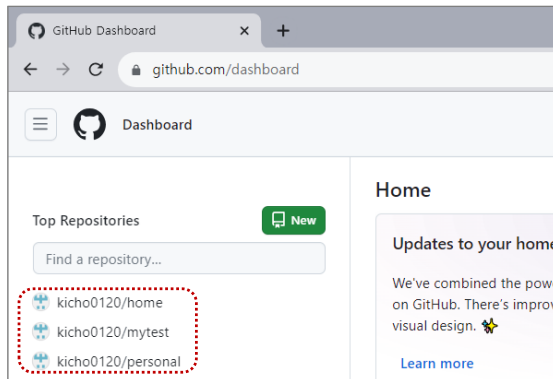 GitHub Dashboard
github.com/dashboard
Dashboard
Top Repositories
New
Find a repository...
kicho0120/home
kicho0120/mytest
kicho0120/personal
Home
Updates to your home
We've combined the powe
on GitHub. There's improv
visual design. ✨
Learn more